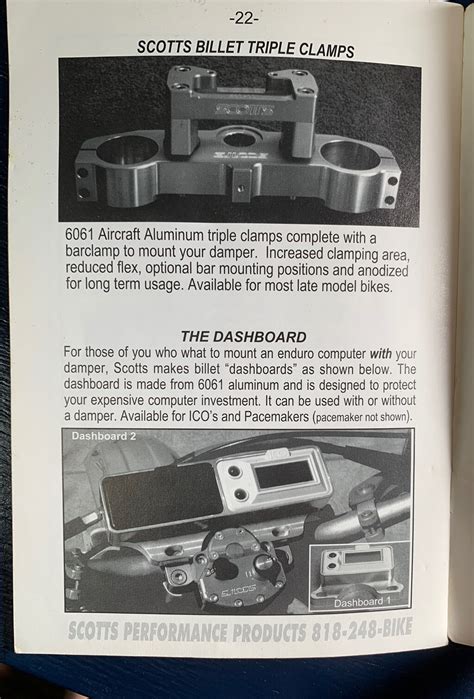 -22-
SCOTTS BILLET TRIPLE CLAMPS
SCOTTS
SCOTTS
6061 Aircraft Aluminum triple clamps complete with a
barclamp to mount your damper. Increased clamping area,
reduced flex, optional bar mounting positions and anodized
for long term usage. Available for most late model bikes.
THE DASHBOARD
For those of you who what to mount an enduro computer with your
damper, Scotts makes billet “dashboards” as shown below. The
dashboard is made from 6061 aluminum and is designed to protect
your expensive computer investment. It can be used with or without
a damper. Available for ICO’s and Pacemakers (pacemaker not shown).
Dashboard 2
SCOTTS
Dashboard 1
SCOTTS PERFORMANCE PRODUCTS 818-248-BIKE